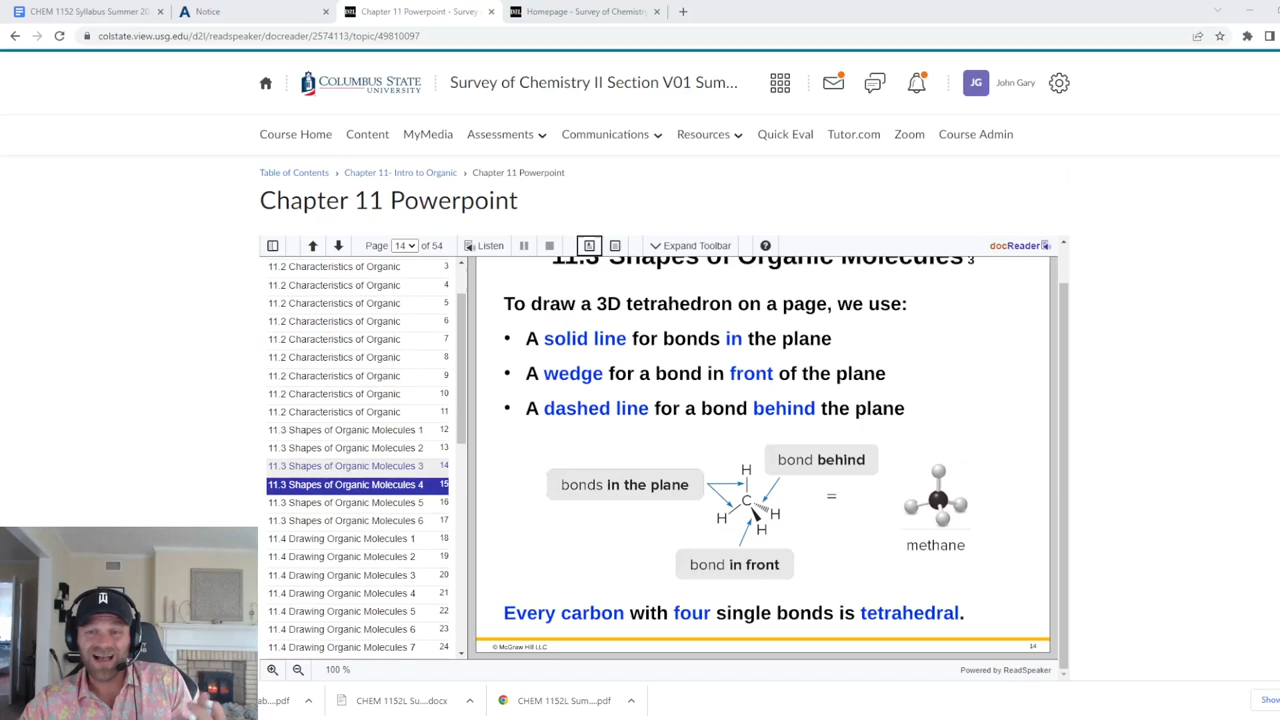 CHEM 1152 Syllabus Summer 20
Notice
Chapter 11 Powerpoint - Survey
Homepage - Survey of Chemistry
colstate.view.usg.edu/d2l/readspeaker/docreader/2574113/topic/49810097
COLUMBUS STATE
UNIVERSITY
Survey of Chemistry II Section V01 Sum...
JG
John Gary
Course Home Content MyMedia Assessments Communications Resources Quick Eval Tutor.com Zoom Course Admin
Table of Contents › Chapter 11- Intro to Organic › Chapter 11 Powerpoint
Chapter 11 Powerpoint
Page 14 of 54 Listen Expand Toolbar docReader
11.2 Characteristics of Organic 3
11.2 Characteristics of Organic 4
11.2 Characteristics of Organic 5
11.2 Characteristics of Organic 6
11.2 Characteristics of Organic 7
11.2 Characteristics of Organic 8
11.2 Characteristics of Organic 9
11.2 Characteristics of Organic 10
11.2 Characteristics of Organic 11
11.3 Shapes of Organic Molecules 1 12
11.3 Shapes of Organic Molecules 2 13
11.3 Shapes of Organic Molecules 3 14
11.3 Shapes of Organic Molecules 4 15
11.3 Shapes of Organic Molecules 5 16
11.3 Shapes of Organic Molecules 6 17
11.4 Drawing Organic Molecules 1 18
11.4 Drawing Organic Molecules 2 19
11.4 Drawing Organic Molecules 3 20
11.4 Drawing Organic Molecules 4 21
11.4 Drawing Organic Molecules 5 22
11.4 Drawing Organic Molecules 6 23
11.4 Drawing Organic Molecules 7 24
11.3 Shapes of Organic Molecules 3
To draw a 3D tetrahedron on a page, we use:
• A solid line for bonds in the plane
• A wedge for a bond in front of the plane
• A dashed line for a bond behind the plane
bond behind
bonds in the plane
H
C
H
H
H
=
bond in front
methane
Every carbon with four single bonds is tetrahedral.
© McGraw Hill LLC 14
100 %
Powered by ReadSpeaker
ab....pdf
CHEM 1152L Su....docx
CHEM 1152L Sum....pdf
Show